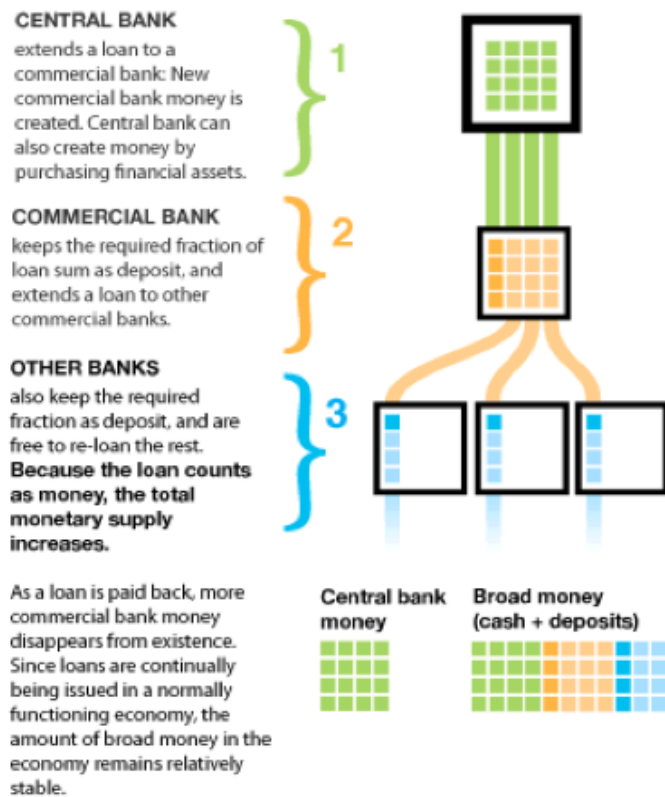 CENTRAL BANK
extends a loan to a
commercial bank: New
commercial bank money is
created. Central bank can
also create money by
purchasing financial assets.
1
COMMERCIAL BANK
keeps the required fraction of
loan sum as deposit, and
extends a loan to other
commercial banks.
2
OTHER BANKS
also keep the required
fraction as deposit, and are
free to re-loan the rest.
Because the loan counts
as money, the total
monetary supply
increases.
3
As a loan is paid back, more
commercial bank money
disappears from existence.
Since loans are continually
being issued in a normally
functioning economy, the
amount of broad money in the
economy remains relatively
stable.
Central bank
money
Broad money
(cash + deposits)